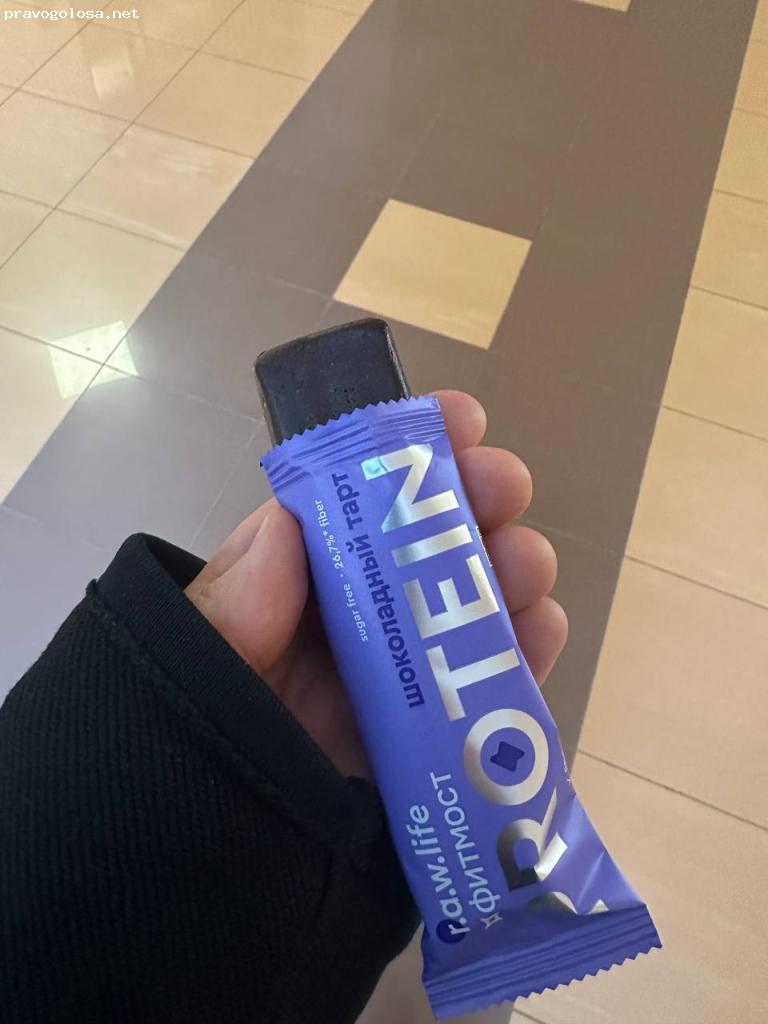 pravogolosa.net
sugar free • 26,7%* fiber
шоколадный тарт
PROTEIN
r.a.w.life
¤ФИТМОСТ